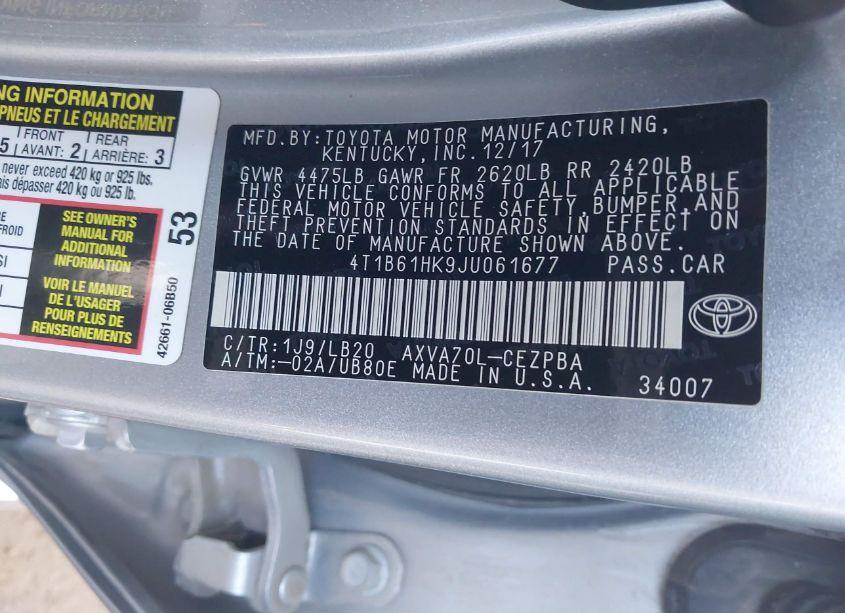 NG INFORMATION
PNEUS ET LE CHARGEMENT
5 FRONT AVANT: 2 REAR ARRIÈRE: 3
never exceed 420 kg or 925 lbs.
dépasser 420 kg ou 925 lb.
SEE OWNER'S
MANUAL FOR
ADDITIONAL
INFORMATION
VOIR LE MANUEL
DE L'USAGER
POUR PLUS DE
RENSEIGNEMENTS
53
42661-06B50
MFD.BY:TOYOTA MOTOR MANUFACTURING,
KENTUCKY,INC.12/17
GVWR 4475LB GAWR FR 2620LB RR 2420LB
THIS VEHICLE CONFORMS TO ALL APPLICABLE
FEDERAL MOTOR VEHICLE SAFETY,BUMPER,AND
THEFT PREVENTION STANDARDS IN EFFECT ON
THE DATE OF MANUFACTURE SHOWN ABOVE.
4T1B61HK9JU061677 PASS.CAR
C/TR:1J9/LB20 AXVA70L-CEZPBA
A/TM:-02A/UB80E MADE IN U.S.A. 34007